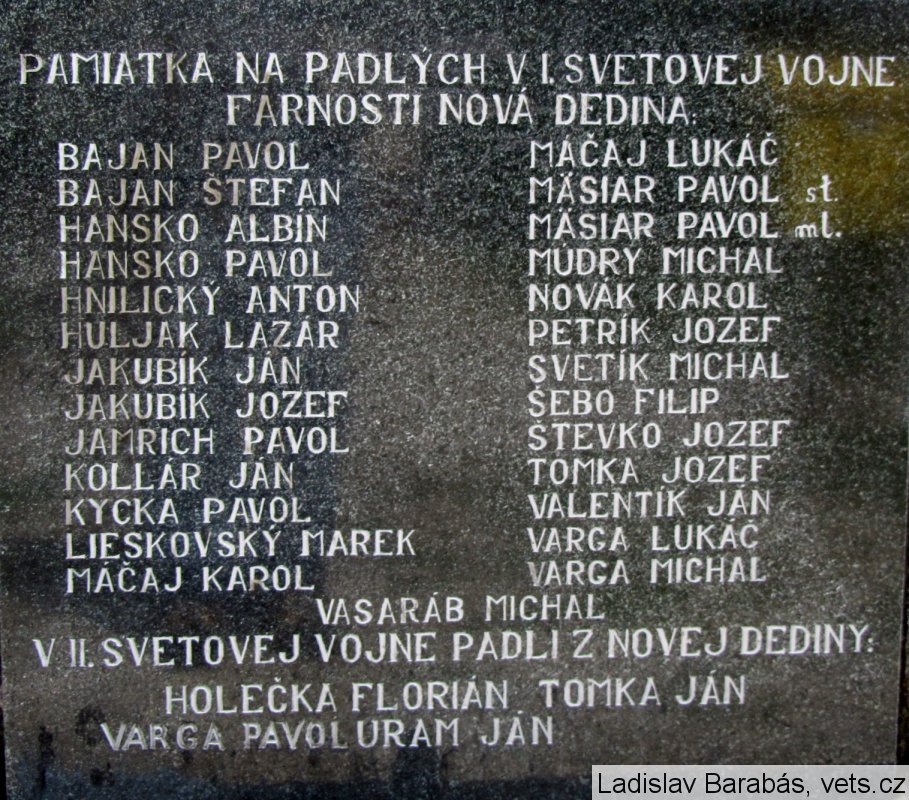 PAMIATKA NA PADLÝCH V I. SVETOVEJ VOJNE
FARNOSTI NOVÁ DEDINA:
BAJAN PAVOL
BAJAN ŠTEFAN
HANSKO ALBÍN
HANSKO PAVOL
HNILICKÝ ANTON
HULJAK LAZÁR
JAKUBÍK JÁN
JAKUBÍK JOZEF
JAMRICH PAVOL
KOLLÁR JÁN
KYCKA PAVOL
LIESKOVSKÝ MAREK
MÁČAJ KAROL
MÁČAJ LUKÁČ
MÄSIAR PAVOL st.
MÄSIAR PAVOL ml.
MÚDRY MICHAL
NOVÁK KAROL
PETRÍK JOZEF
SVETÍK MICHAL
ŠEBO FILIP
ŠTEVKO JOZEF
TOMKA JOZEF
VALENTÍK JÁN
VARGA LUKÁČ
VARGA MICHAL
VASARÁB MICHAL
V II. SVETOVEJ VOJNE PADLI Z NOVEJ DEDINY:
HOLEČKA FLORIÁN TOMKA JÁN
VARGA PAVOL URAM JÁN
Ladislav Barabás, vets.cz